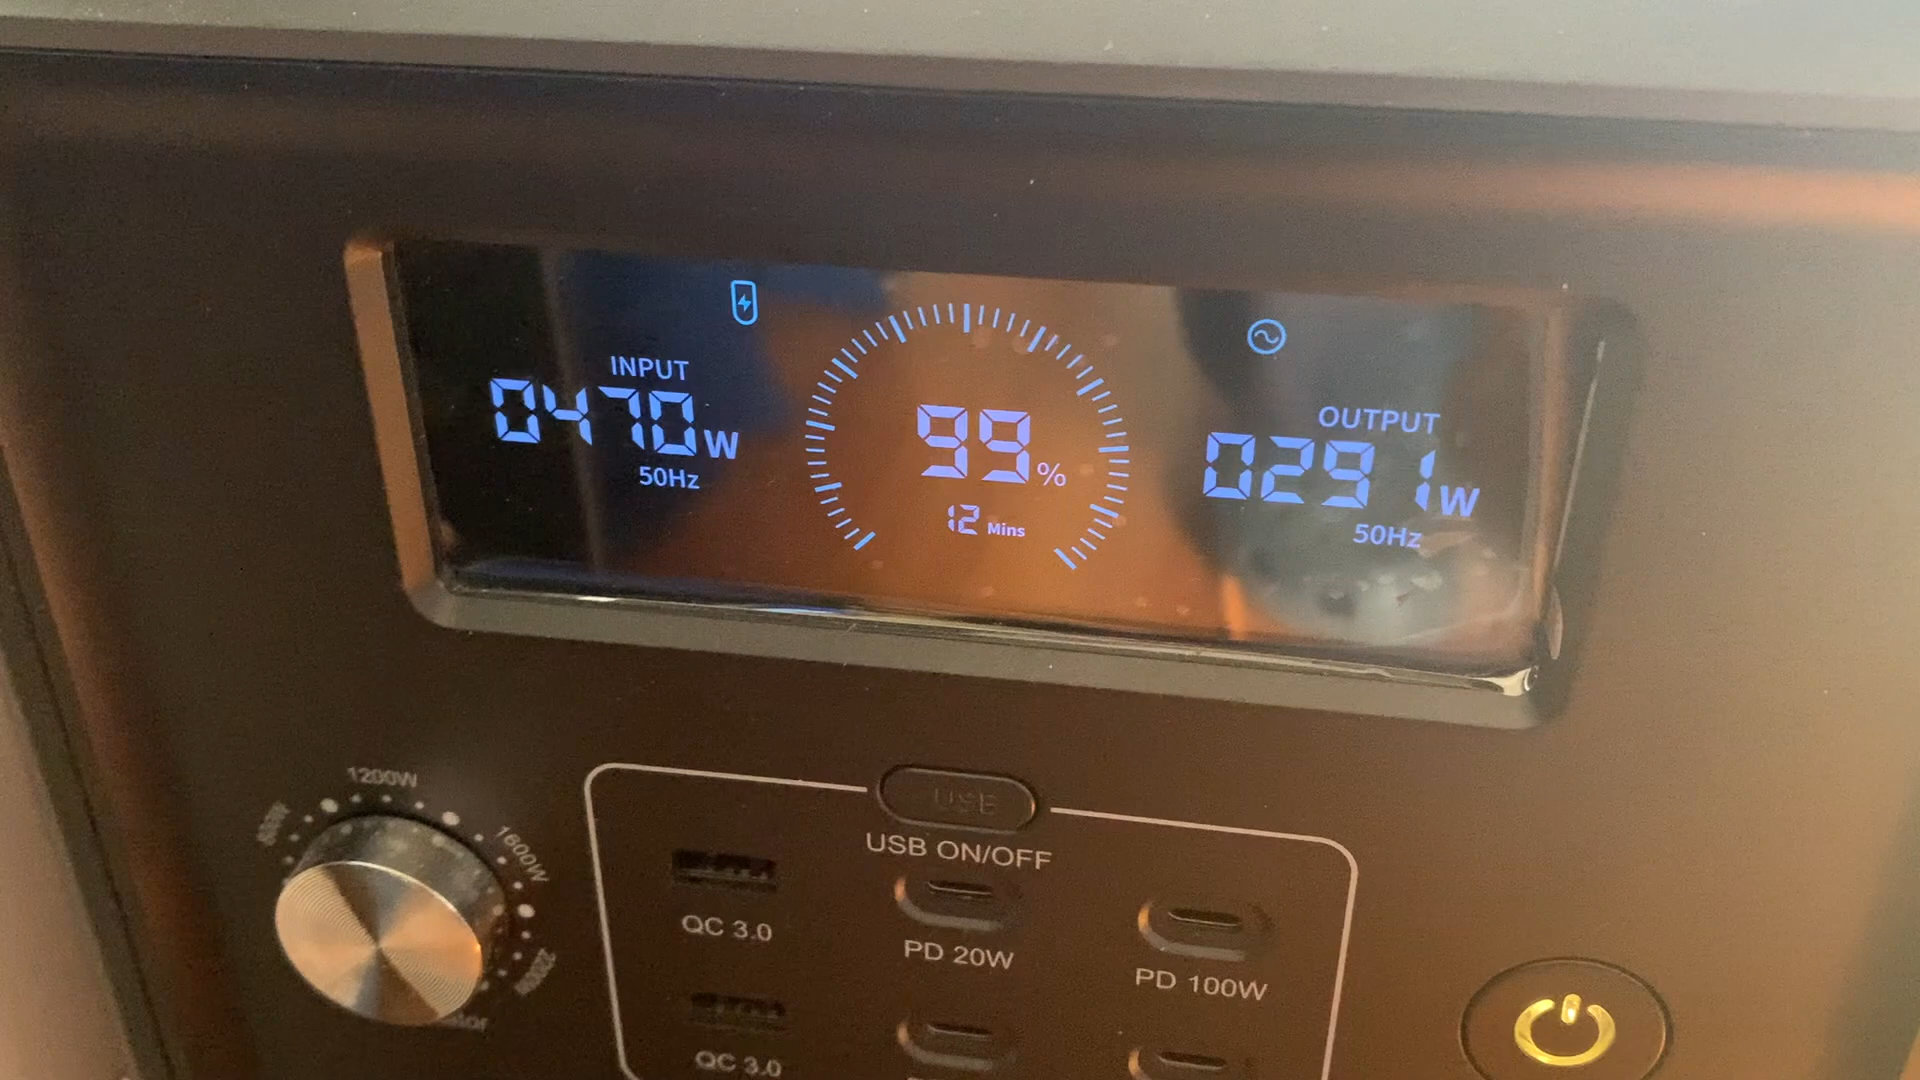 INPUT
0470W
50Hz
99%
12 Mins
OUTPUT
0291W
50Hz
1200W
1600W
USB ON/OFF
QC 3.0
PD 20W
PD 100W
QC 3.0